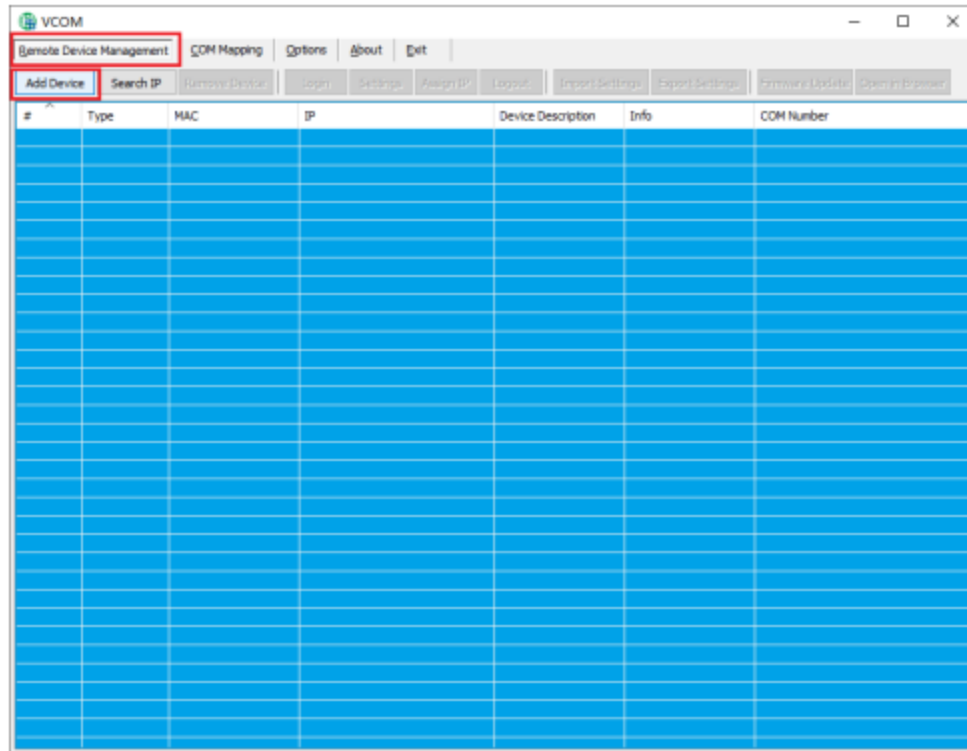 VCOM
Remote Device Management COM Mapping Options About Exit
Add Device Search IP Remove Device Login Settings Assign IP Logout Import Settings Export Settings Firmware Update Open in Browser
# Type MAC IP Device Description Info COM Number